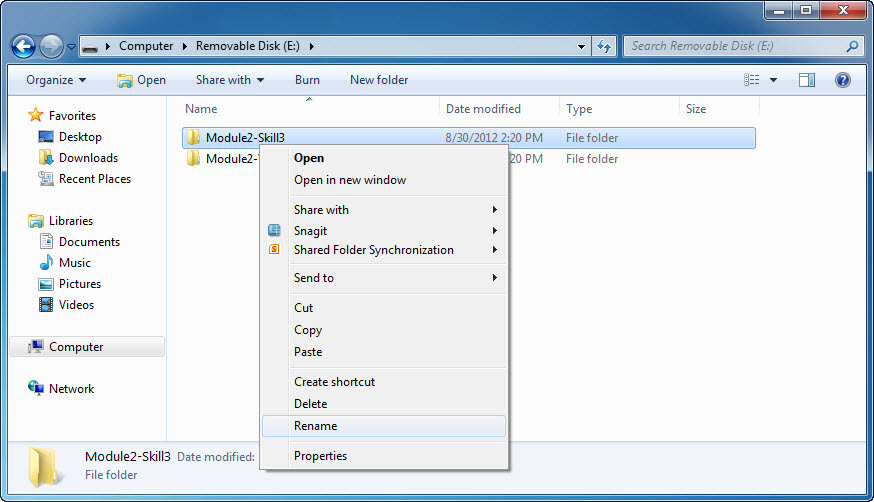 Computer Removable Disk (E:) Search Removable Disk (E:)
Organize Open Share with Burn New folder
Name Date modified Type Size
Favorites
Desktop
Downloads
Recent Places
Libraries
Documents
Music
Pictures
Videos
Computer
Network
Module2-Skill3 8/30/2012 2:20 PM File folder
Module2- 20 PM File folder
Open
Open in new window
Share with
Snagit
S Shared Folder Synchronization
Send to
Cut
Copy
Paste
Create shortcut
Delete
Rename
Properties
Module2-Skill3 Date modified:
File folder